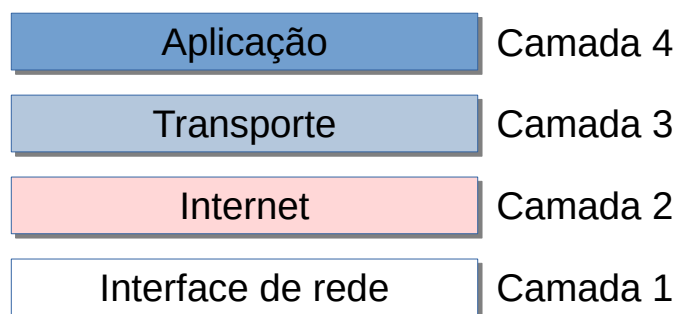 Aplicação Camada 4
Transporte Camada 3
Internet Camada 2
Interface de rede Camada 1